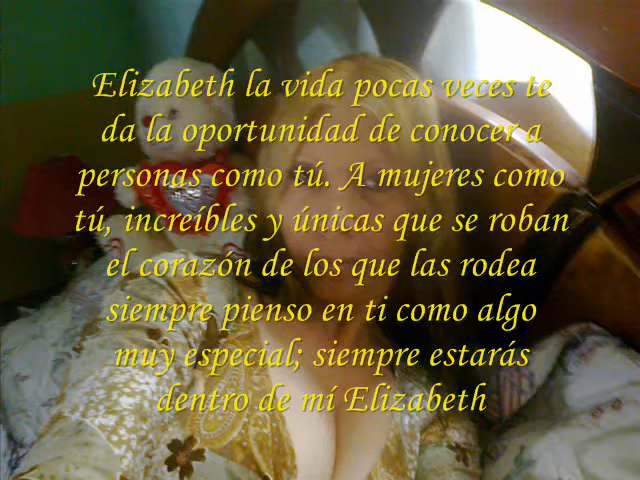 Elizabeth la vida pocas veces te
da la oportunidad de conocer a
personas como tú. A mujeres como
tú, increíbles y únicas que se roban
el corazón de los que las rodea
siempre pienso en ti como algo
muy especial; siempre estarás
dentro de mí Elizabeth